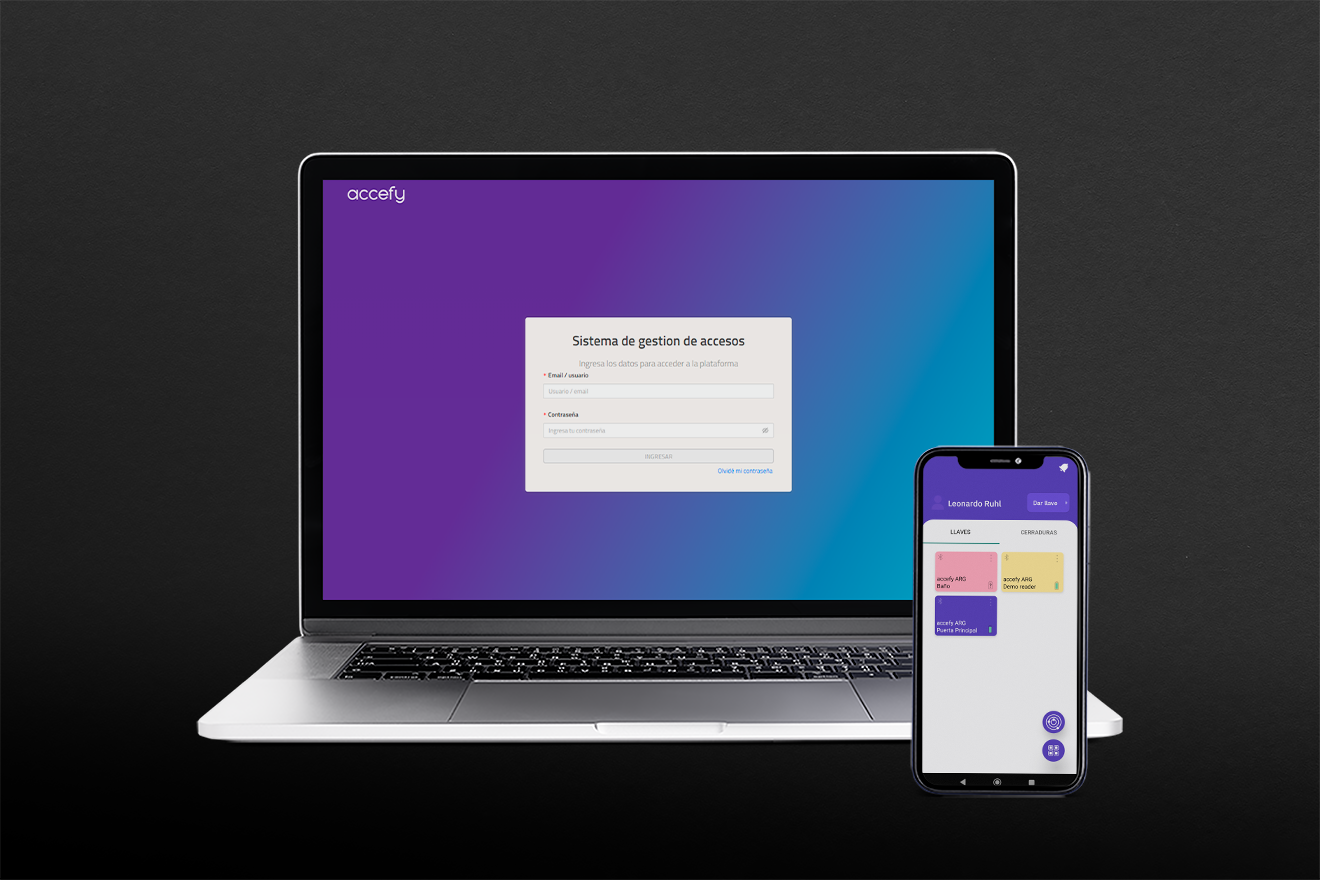 accefy
Sistema de gestion de accesos
Ingresa los datos para acceder a la plataforma
* Email / usuario
Usuario / email
* Contraseña
Ingresa tu contraseña
INGRESAR
Olvidé mi contraseña
Leonardo Ruhl
Dar llave
LLAVES
CERRADURAS
accefy ARG
Baño
accefy ARG
Demo reader
accefy ARG
Puerta Principal